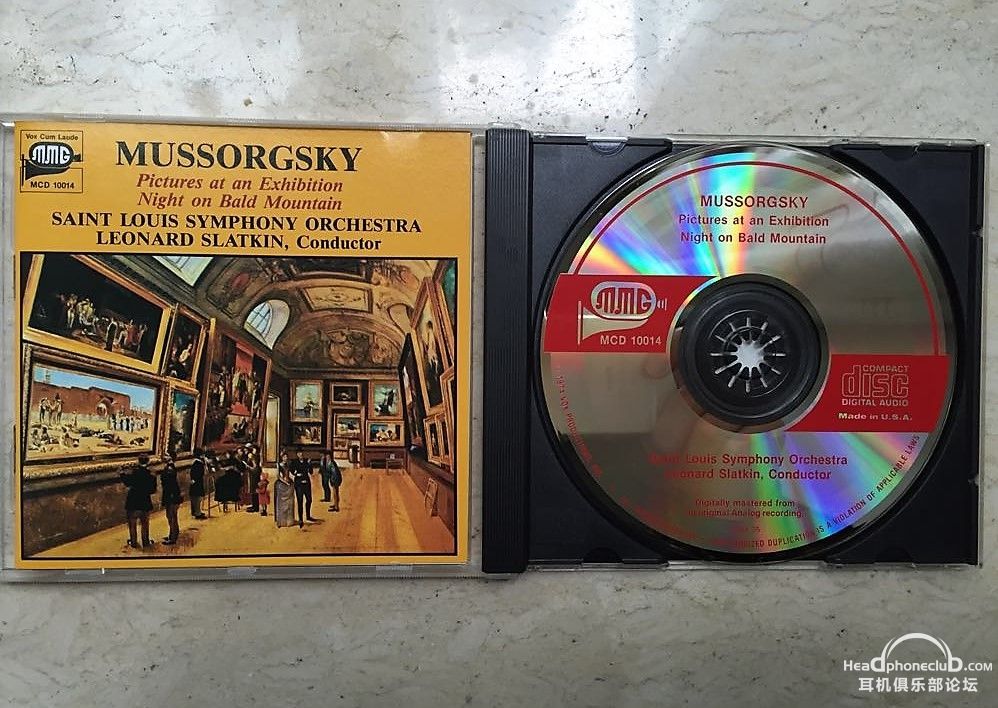 Vox Cum Laude
MMG
MCD 10014
MUSSORGSKY
Pictures at an Exhibition
Night on Bald Mountain
SAINT LOUIS SYMPHONY ORCHESTRA
LEONARD SLATKIN, Conductor
MUSSORGSKY
Pictures at an Exhibition
Night on Bald Mountain
MMG
MCD 10014
COMPACT
disc
DIGITAL AUDIO
Made in U.S.A.
Saint Louis Symphony Orchestra
Leonard Slatkin, Conductor
Digitally mastered from
original Analog recording.
DUPLICATION IS A VIOLATION OF APPLICABLE LAWS
Headphoneclub.com
耳机俱乐部论坛